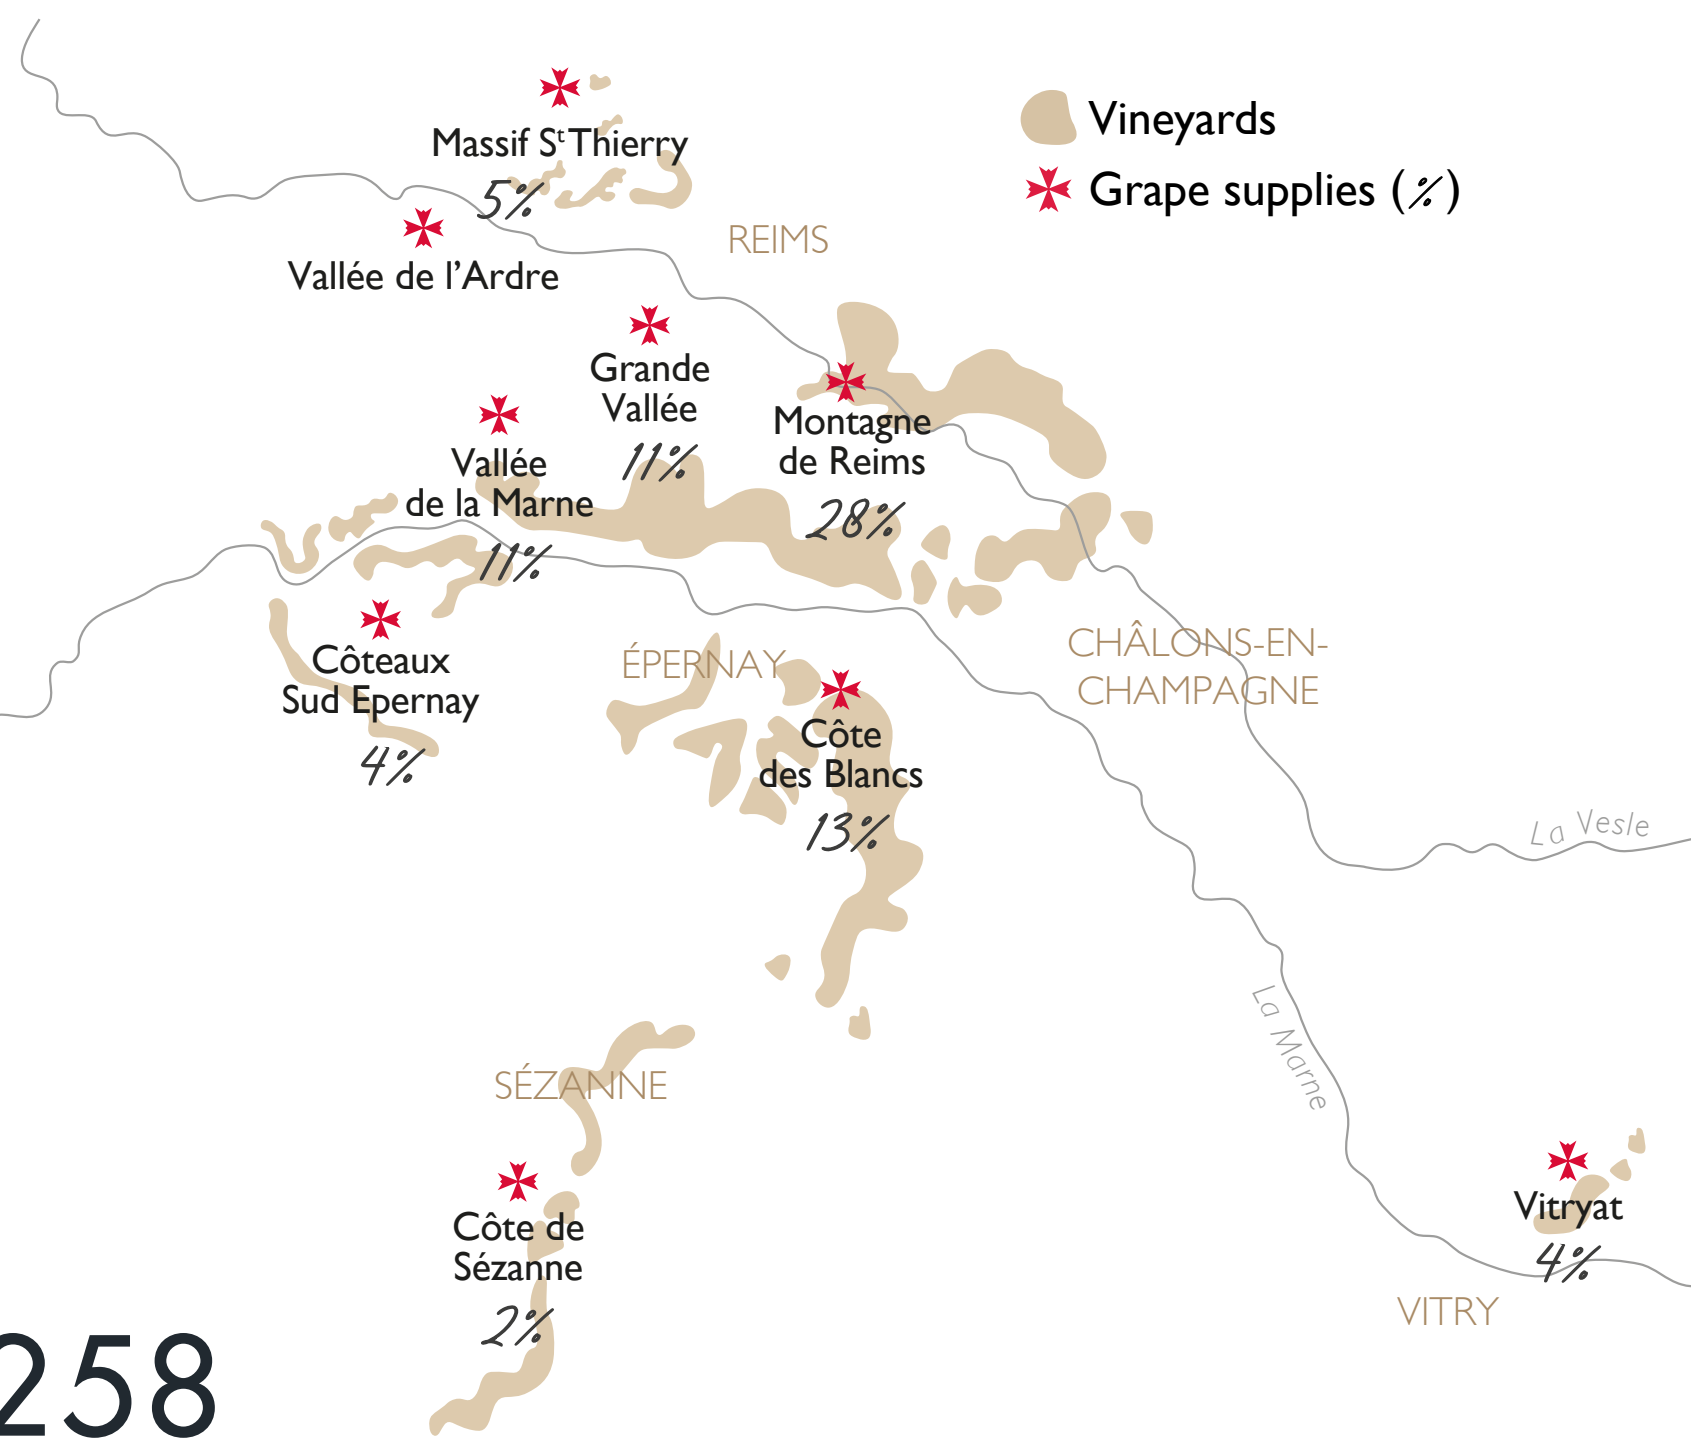 Vineyards
Grape supplies (%)
Massif St Thierry
5%
Vallée de l’Ardre
REIMS
Grande
Vallée
11%
Montagne
de Reims
28%
Vallée
de la Marne
11%
Côteaux
Sud Epernay
4%
ÉPERNAY
CHÂLONS-EN-
CHAMPAGNE
Côte
des Blancs
13%
La Vesle
La Marne
SÉZANNE
Côte de
Sézanne
2%
Vitryat
4%
VITRY
258